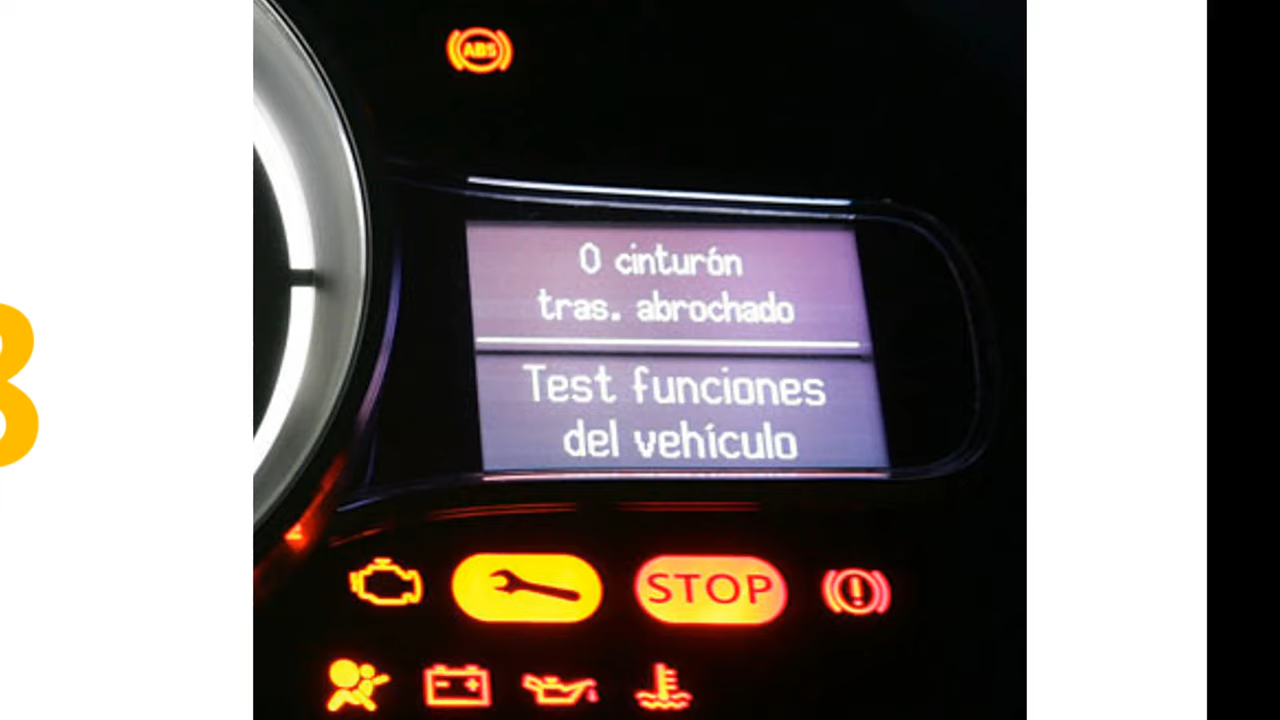 ABS
0 cinturón
tras. abrochado
Test funciones
del vehículo
STOP